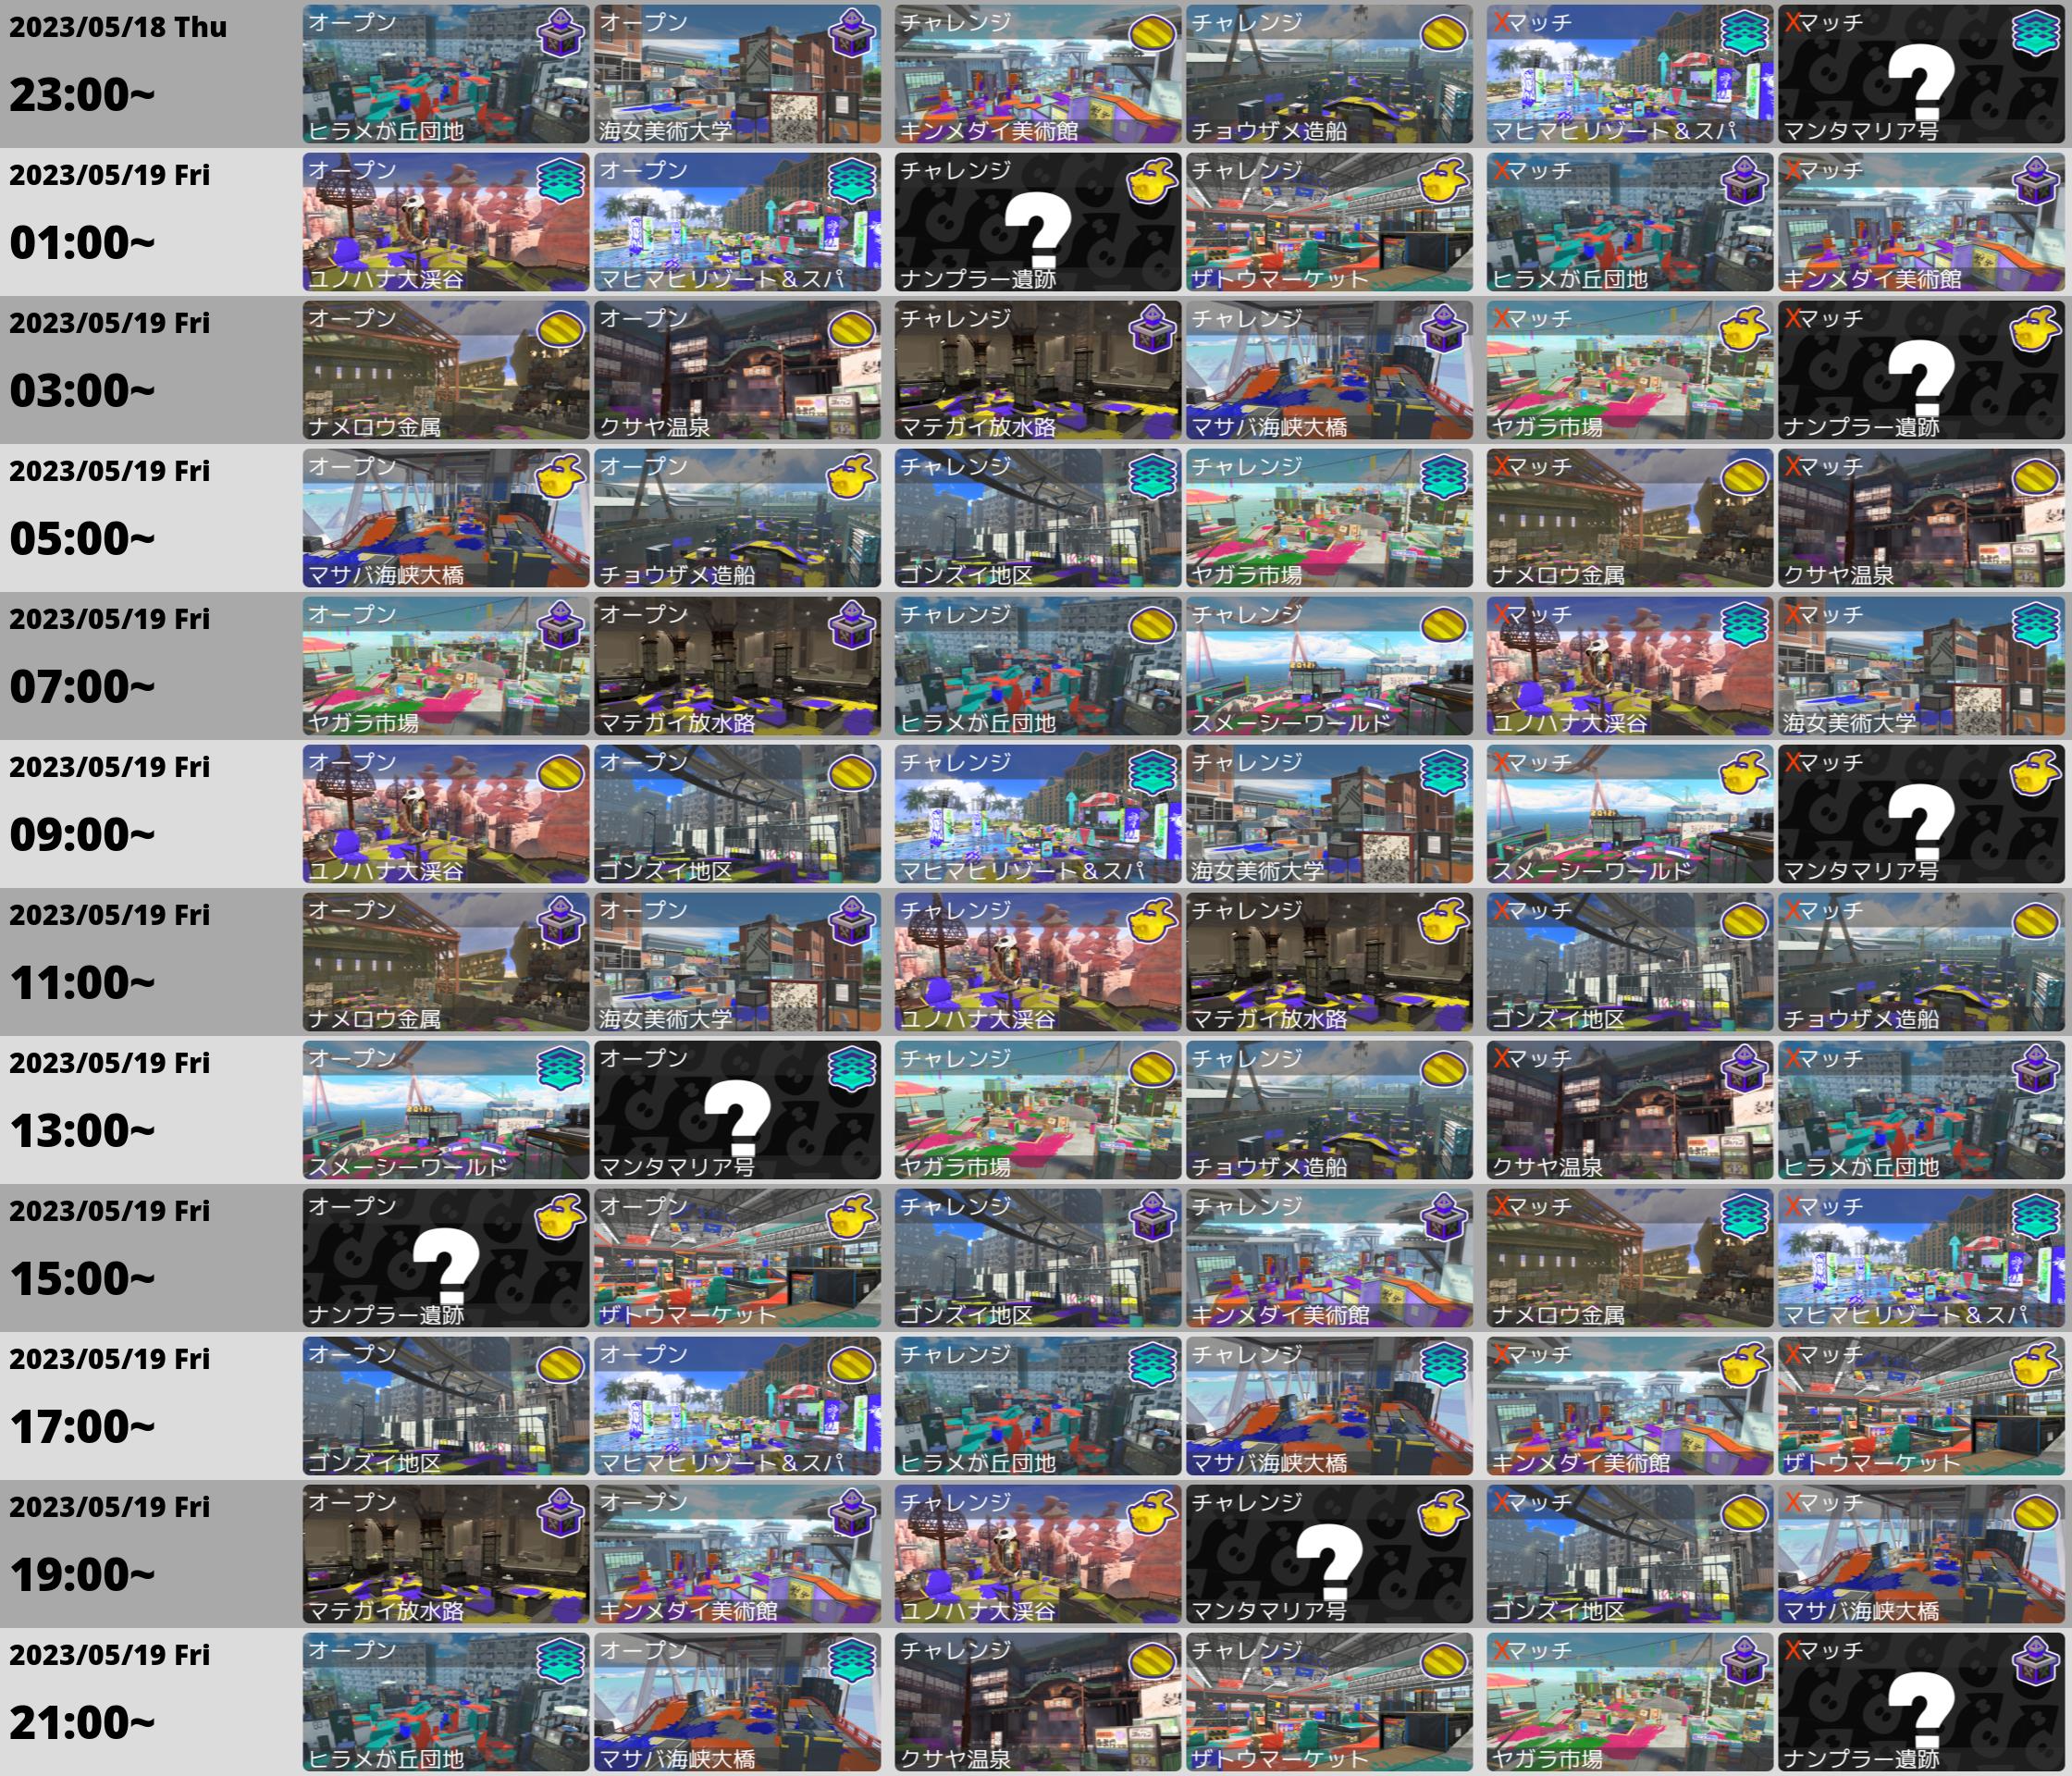 2023/05/18 Thu
23:00~
オープン オープン チャレンジ チャレンジ Xマッチ Xマッチ
ヒラメが丘団地 海女美術大学 キンメダイ美術館 チョウザメ造船 マヒマヒリゾート＆スパ マンタマリア号
2023/05/19 Fri
01:00~
オープン オープン チャレンジ チャレンジ Xマッチ Xマッチ
ユノハナ大渓谷 マヒマヒリゾート＆スパ ナンプラー遺跡 ザトウマーケット ヒラメが丘団地 キンメダイ美術館
2023/05/19 Fri
03:00~
オープン オープン チャレンジ チャレンジ Xマッチ Xマッチ
ナメロウ金属 クサヤ温泉 マテガイ放水路 マサバ海峡大橋 ヤガラ市場 ナンプラー遺跡
2023/05/19 Fri
05:00~
オープン オープン チャレンジ チャレンジ Xマッチ Xマッチ
マサバ海峡大橋 チョウザメ造船 ゴンズイ地区 ヤガラ市場 ナメロウ金属 クサヤ温泉
2023/05/19 Fri
07:00~
オープン オープン チャレンジ チャレンジ Xマッチ Xマッチ
ヤガラ市場 マテガイ放水路 ヒラメが丘団地 スメーシーワールド ユノハナ大渓谷 海女美術大学
2023/05/19 Fri
09:00~
オープン オープン チャレンジ チャレンジ Xマッチ Xマッチ
ユノハナ大渓谷 ゴンズイ地区 マヒマヒリゾート＆スパ 海女美術大学 スメーシーワールド マンタマリア号
2023/05/19 Fri
11:00~
オープン オープン チャレンジ チャレンジ Xマッチ Xマッチ
ナメロウ金属 海女美術大学 ユノハナ大渓谷 マテガイ放水路 ゴンズイ地区 チョウザメ造船
2023/05/19 Fri
13:00~
オープン オープン チャレンジ チャレンジ Xマッチ Xマッチ
スメーシーワールド マンタマリア号 ヤガラ市場 チョウザメ造船 クサヤ温泉 ヒラメが丘団地
2023/05/19 Fri
15:00~
オープン オープン チャレンジ チャレンジ Xマッチ Xマッチ
ナンプラー遺跡 ザトウマーケット ゴンズイ地区 キンメダイ美術館 ナメロウ金属 マヒマヒリゾート＆スパ
2023/05/19 Fri
17:00~
オープン オープン チャレンジ チャレンジ Xマッチ Xマッチ
ゴンズイ地区 マヒマヒリゾート＆スパ ヒラメが丘団地 マサバ海峡大橋 キンメダイ美術館 ザトウマーケット
2023/05/19 Fri
19:00~
オープン オープン チャレンジ チャレンジ Xマッチ Xマッチ
マテガイ放水路 キンメダイ美術館 ユノハナ大渓谷 マンタマリア号 ゴンズイ地区 マサバ海峡大橋
2023/05/19 Fri
21:00~
オープン オープン チャレンジ チャレンジ Xマッチ Xマッチ
ヒラメが丘団地 マサバ海峡大橋 クサヤ温泉 ザトウマーケット ヤガラ市場 ナンプラー遺跡